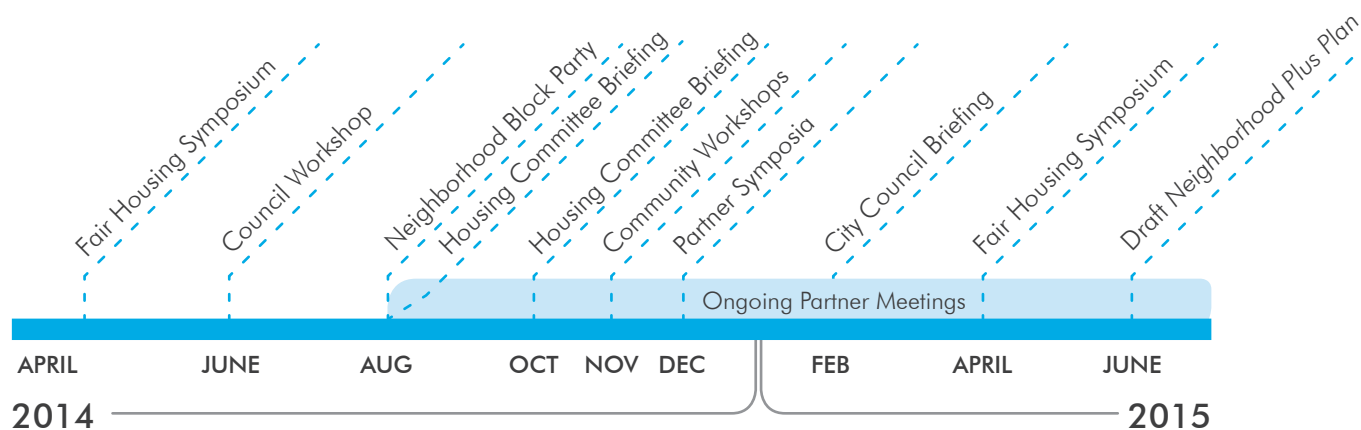 Fair Housing Symposium
Council Workshop
Neighborhood Block Party
Housing Committee Briefing
Housing Committee Briefing
Community Workshops
Partner Symposia
City Council Briefing
Fair Housing Symposium
Draft Neighborhood Plus Plan
Ongoing Partner Meetings
APRIL JUNE AUG OCT NOV DEC FEB APRIL JUNE
2014 2015